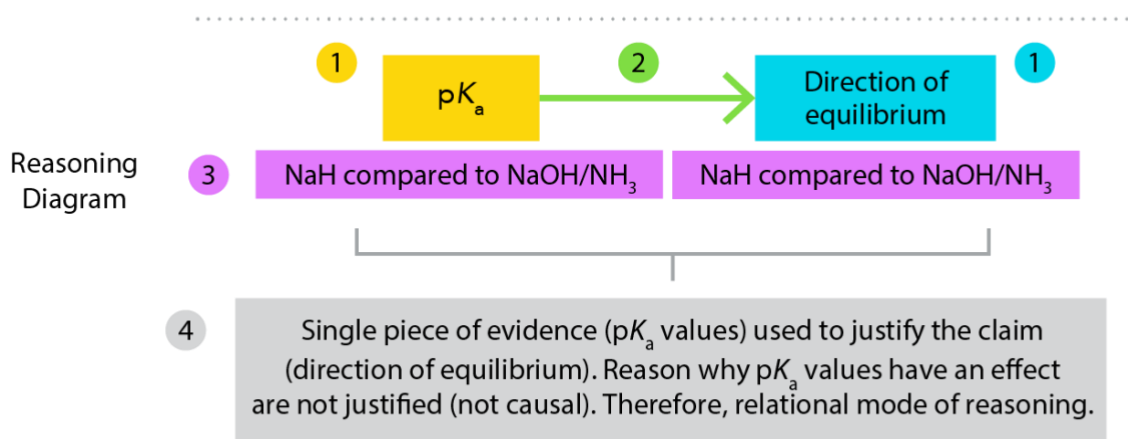 1
2
1
pKa
Direction of
equilibrium
Reasoning
Diagram
3
NaH compared to NaOH/NH3
NaH compared to NaOH/NH3
4
Single piece of evidence (pKa values) used to justify the claim
(direction of equilibrium). Reason why pKa values have an effect
are not justified (not causal). Therefore, relational mode of reasoning.